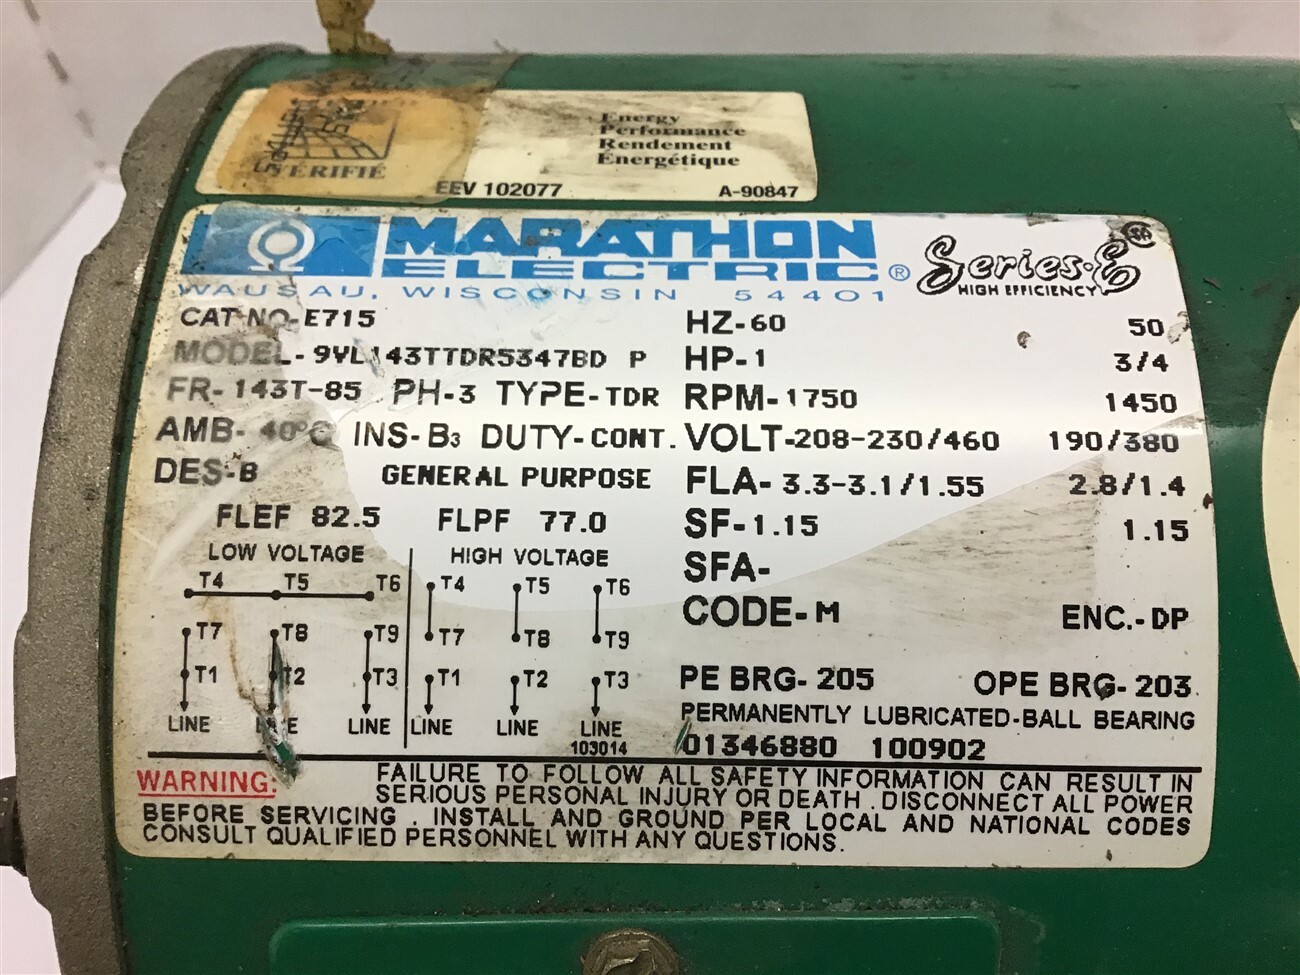 Energy
Performance
Rendement
Énergétique
VÉRIFIÉ
EEV 102077 A-90847
MARATHON
ELECTRIC®
Series·E
HIGH EFFICIENCY
WAUSAU, WISCONSIN 54401
CAT NO-E715 HZ-60 50
MODEL-9VL143TTDR5347BD P HP-1 3/4
FR-143T-85 PH-3 TYPE-TDR RPM-1750 1450
AMB-40°C INS-B3 DUTY-CONT. VOLT-208-230/460 190/380
DES-B GENERAL PURPOSE FLA-3.3-3.1/1.55 2.8/1.4
FLEF 82.5 FLPF 77.0 SF-1.15 1.15
SFA-
CODE-M ENC.-DP
LOW VOLTAGE HIGH VOLTAGE
T4 T5 T6 T4 T5 T6
T7 T8 T9 T7 T8 T9
T1 T2 T3 T1 T2 T3
LINE LINE LINE LINE LINE LINE
103014
PE BRG-205 OPE BRG-203
PERMANENTLY LUBRICATED-BALL BEARING
01346880 100902
WARNING: FAILURE TO FOLLOW ALL SAFETY INFORMATION CAN RESULT IN
SERIOUS PERSONAL INJURY OR DEATH. DISCONNECT ALL POWER
BEFORE SERVICING. INSTALL AND GROUND PER LOCAL AND NATIONAL CODES
CONSULT QUALIFIED PERSONNEL WITH ANY QUESTIONS.